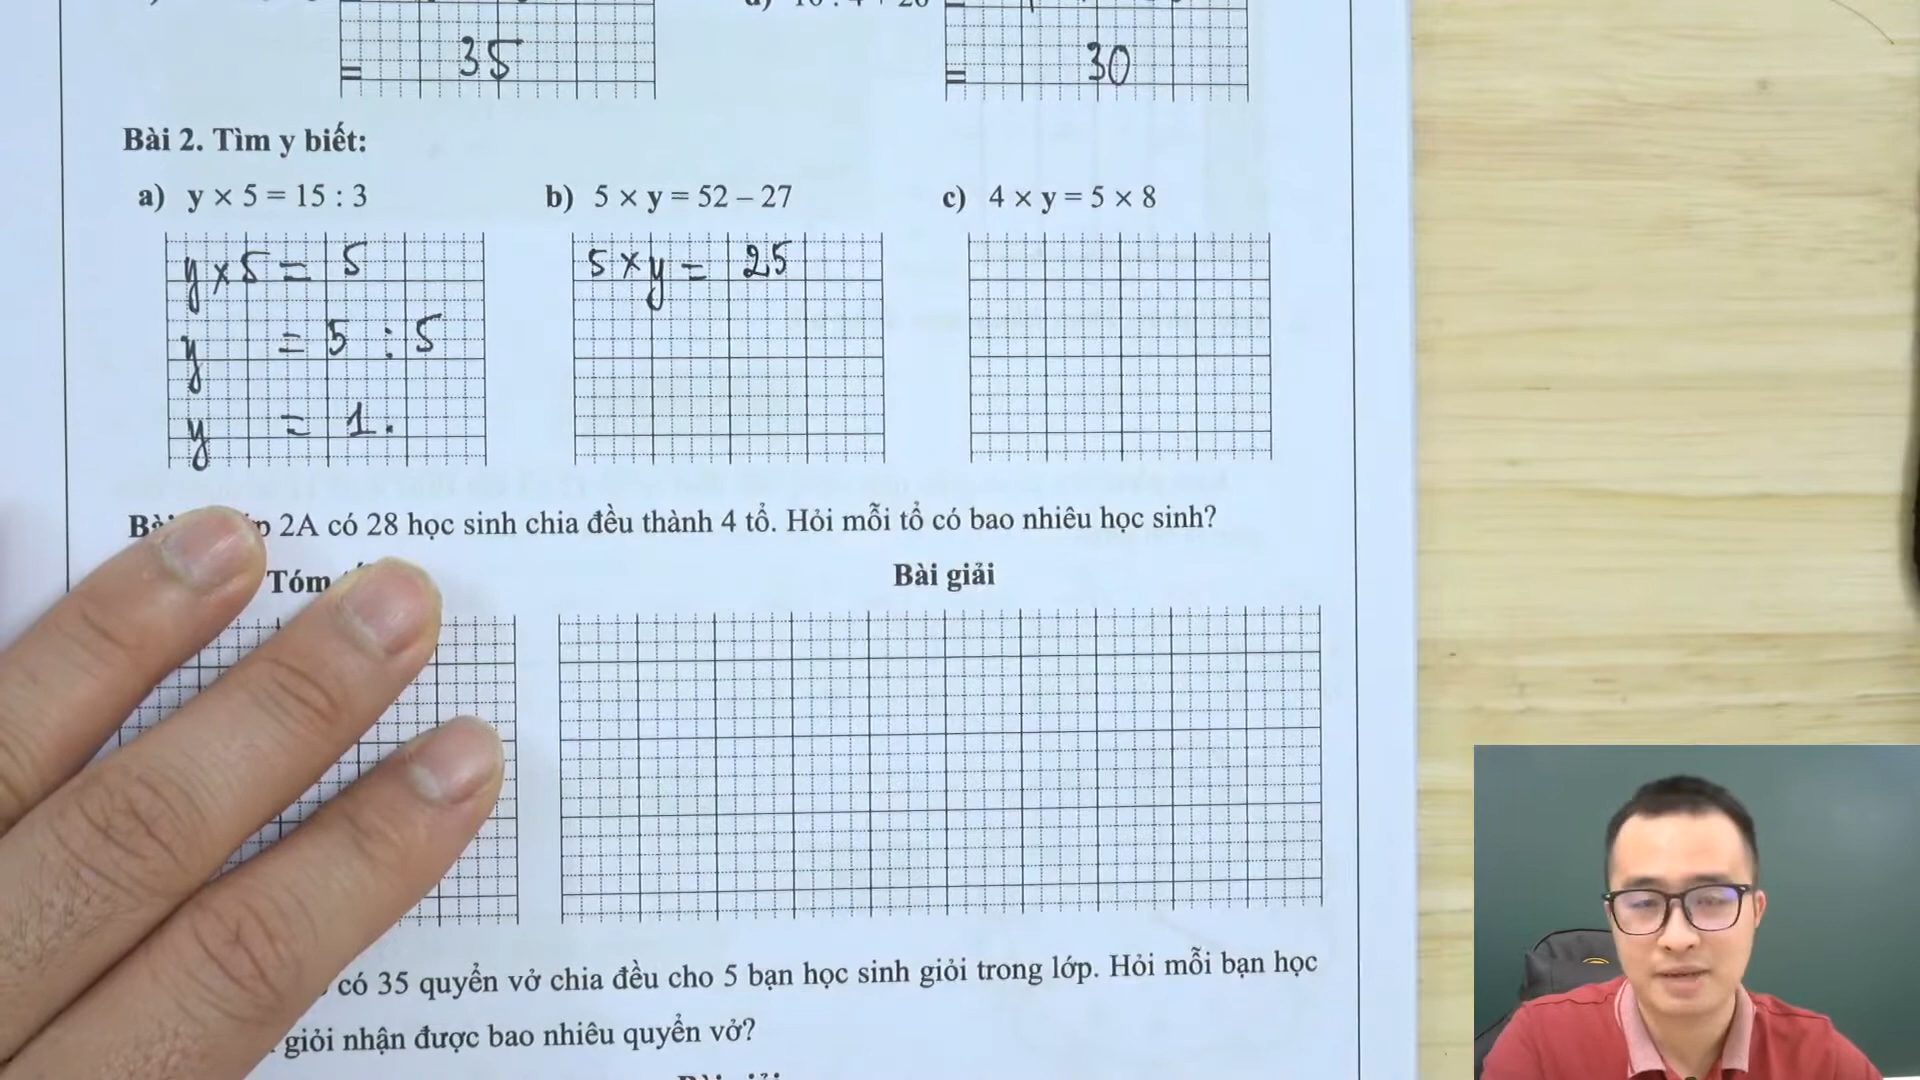 35
30
Bài 2. Tìm y biết:
a) y × 5 = 15 : 3
b) 5 × y = 52 – 27
c) 4 × y = 5 × 8
y × 5 = 5
y = 5 : 5
y = 1.
5 × y = 25
2A có 28 học sinh chia đều thành 4 tổ. Hỏi mỗi tổ có bao nhiêu học sinh?
Tóm
Bài giải
có 35 quyển vở chia đều cho 5 bạn học sinh giỏi trong lớp. Hỏi mỗi bạn học
giỏi nhận được bao nhiêu quyển vở?